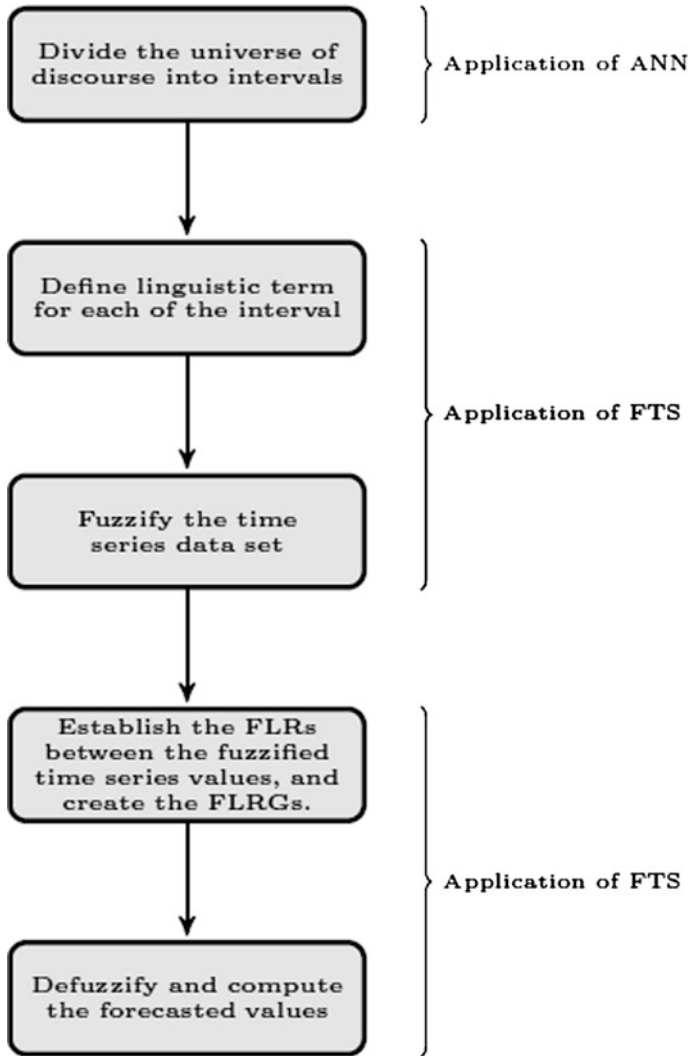 Divide the universe of
discourse into intervals
Application of ANN
Define linguistic term
for each of the interval
Application of FTS
Fuzzify the time
series data set
Establish the FLRs
between the fuzzified
time series values, and
create the FLRGs.
Application of FTS
Defuzzify and compute
the forecasted values